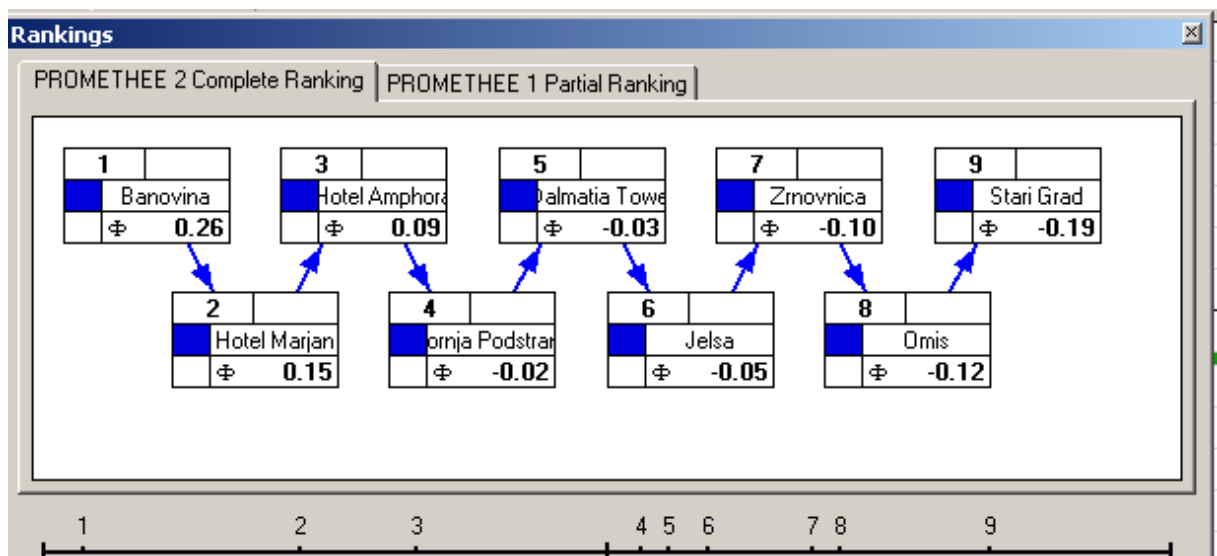 Rankings
PROMETHEE 2 Complete Ranking
PROMETHEE 1 Partial Ranking
1
Banovina
Φ 0.26
3
Hotel Amphora
Φ 0.09
5
Dalmatia Towe
Φ -0.03
7
Zrnovnica
Φ -0.10
9
Stari Grad
Φ -0.19
2
Hotel Marjan
Φ 0.15
4
ornja Podstran
Φ -0.02
6
Jelsa
Φ -0.05
8
Omis
Φ -0.12
1 2 3 4 5 6 7 8 9